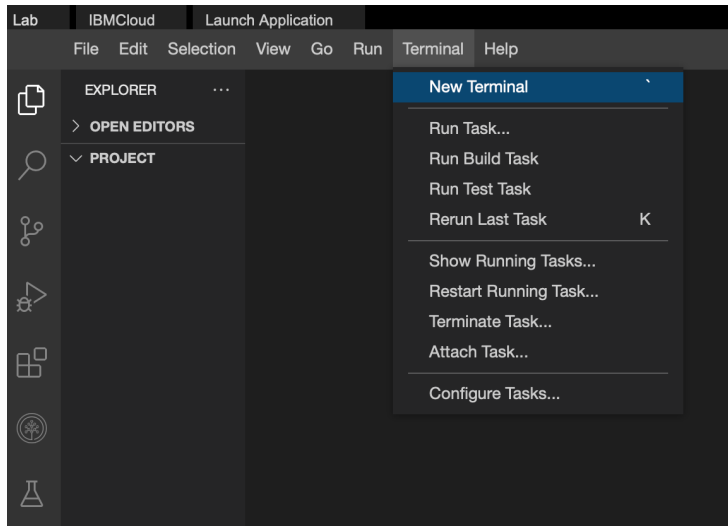 Lab IBMCloud Launch Application
File Edit Selection View Go Run Terminal Help
EXPLORER ...
OPEN EDITORS
PROJECT
New Terminal `
Run Task...
Run Build Task
Run Test Task
Rerun Last Task K
Show Running Tasks...
Restart Running Task...
Terminate Task...
Attach Task...
Configure Tasks...